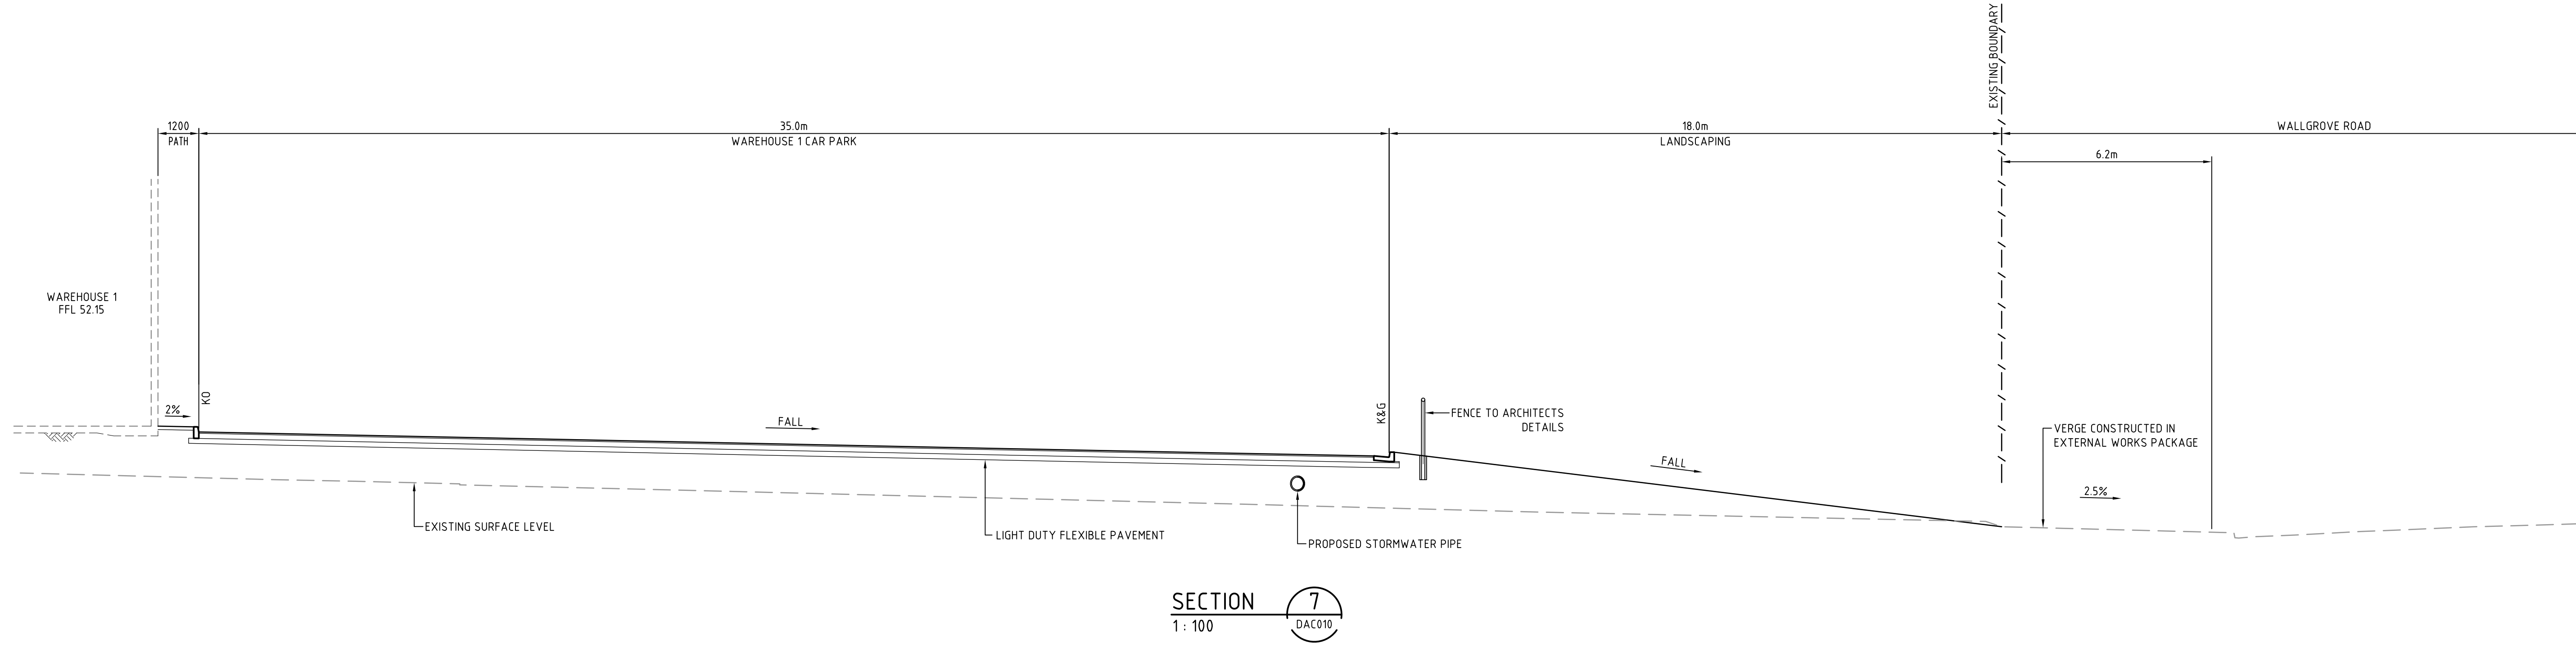 EXISTING BOUNDARY
1200
PATH
35.0m
WAREHOUSE 1 CAR PARK
18.0m
LANDSCAPING
WALLGROVE ROAD
6.2m
WAREHOUSE 1
FFL 52.15
2%
KO
FALL
K&G
FENCE TO ARCHITECTS
DETAILS
FALL
VERGE CONSTRUCTED IN
EXTERNAL WORKS PACKAGE
2.5%
EXISTING SURFACE LEVEL
LIGHT DUTY FLEXIBLE PAVEMENT
PROPOSED STORMWATER PIPE
SECTION
1 : 100
7
DAC010